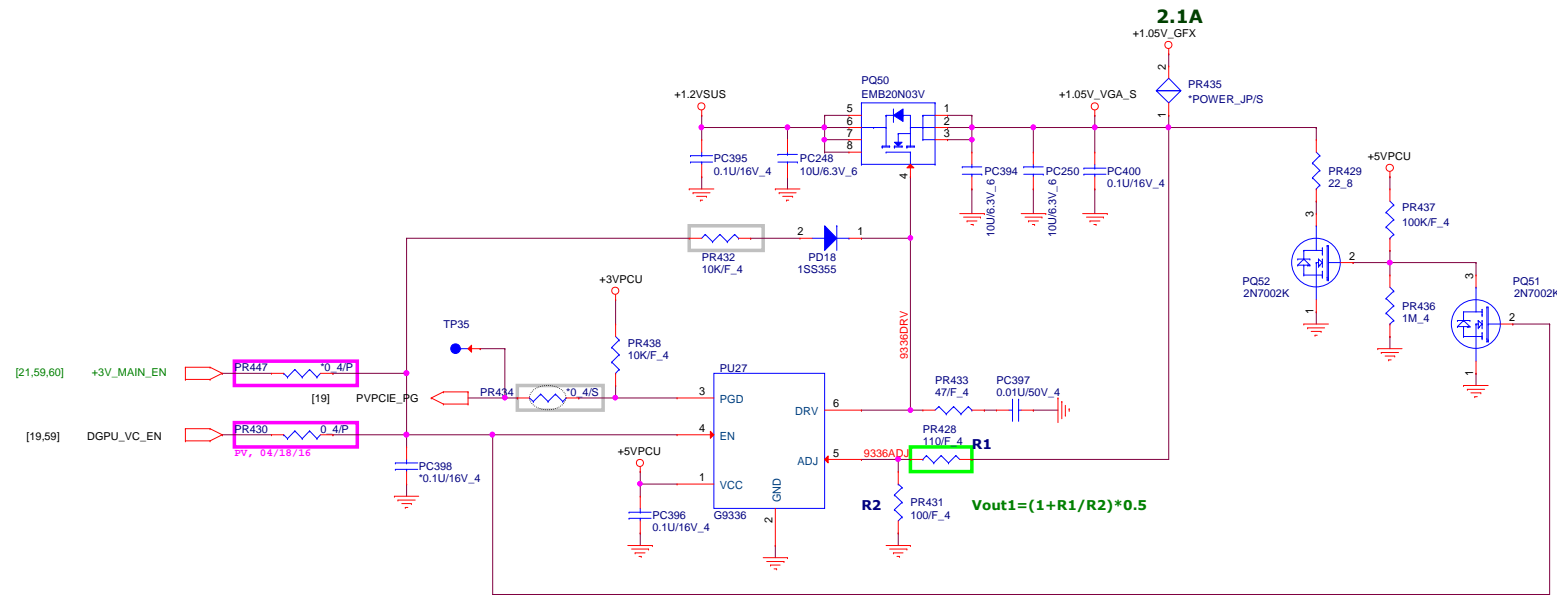 2.1A
+1.05V_GFX
2
PR435
*POWER_JP/S
1
PQ50
EMB20N03V
+1.2VSUS
+1.05V_VGA_S
5
6
7
8
1
2
3
4
PC395
0.1U/16V_4
PC248
10U/6.3V_6
PC394
10U/6.3V_6
PC250
10U/6.3V_6
PC400
0.1U/16V_4
PR429
22_8
+5VPCU
PR437
100K/F_4
3
2
1
PQ52
2N7002K
PR436
1M_4
3
PQ51
2N7002K
2
1
PR432
10K/F_4
2
1
PD18
1SS355
+3VPCU
TP35
PR438
10K/F_4
9336DRV
[21,59,60]
+3V_MAIN_EN
PR447
*0_4/P
[19]
PVPCIE_PG
PR434
*0_4/S
[19,59]
DGPU_VC_EN
PR430
0_4/P
PV, 04/18/16
PC398
*0.1U/16V_4
+5VPCU
PC396
0.1U/16V_4
PU27
3
PGD
4
EN
1
VCC
DRV
6
ADJ
5
GND
2
G9336
PR433
47/F_4
PC397
0.01U/50V_4
PR428
110/F_4
R1
9336ADJ
R2
PR431
100/F_4
Vout1=(1+R1/R2)*0.5